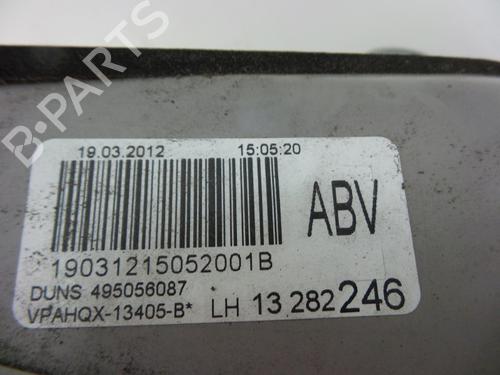 B-PARTS
19.03.2012 15:05:20
ABV
19031215052001B
DUNS 495056087
VPAHQX-13405-B* LH 13 282 246